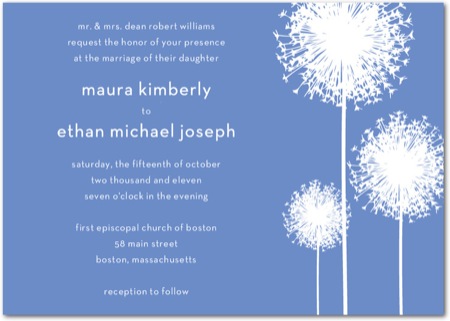 mr. & mrs. dean robert williams
request the honor of your presence
at the marriage of their daughter
maura kimberly
to
ethan michael joseph
saturday, the fifteenth of october
two thousand and eleven
seven o'clock in the evening
first episcopal church of boston
58 main street
boston, massachusetts
reception to follow